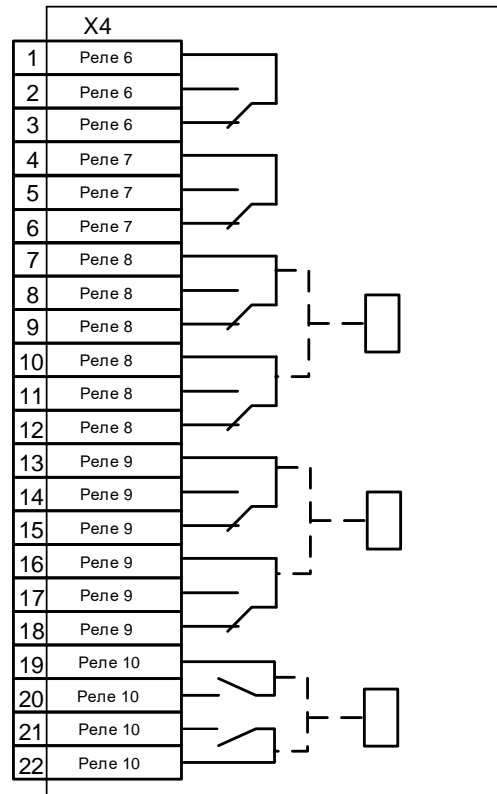 X4
1 Реле 6
2 Реле 6
3 Реле 6
4 Реле 7
5 Реле 7
6 Реле 7
7 Реле 8
8 Реле 8
9 Реле 8
10 Реле 8
11 Реле 8
12 Реле 8
13 Реле 9
14 Реле 9
15 Реле 9
16 Реле 9
17 Реле 9
18 Реле 9
19 Реле 10
20 Реле 10
21 Реле 10
22 Реле 10